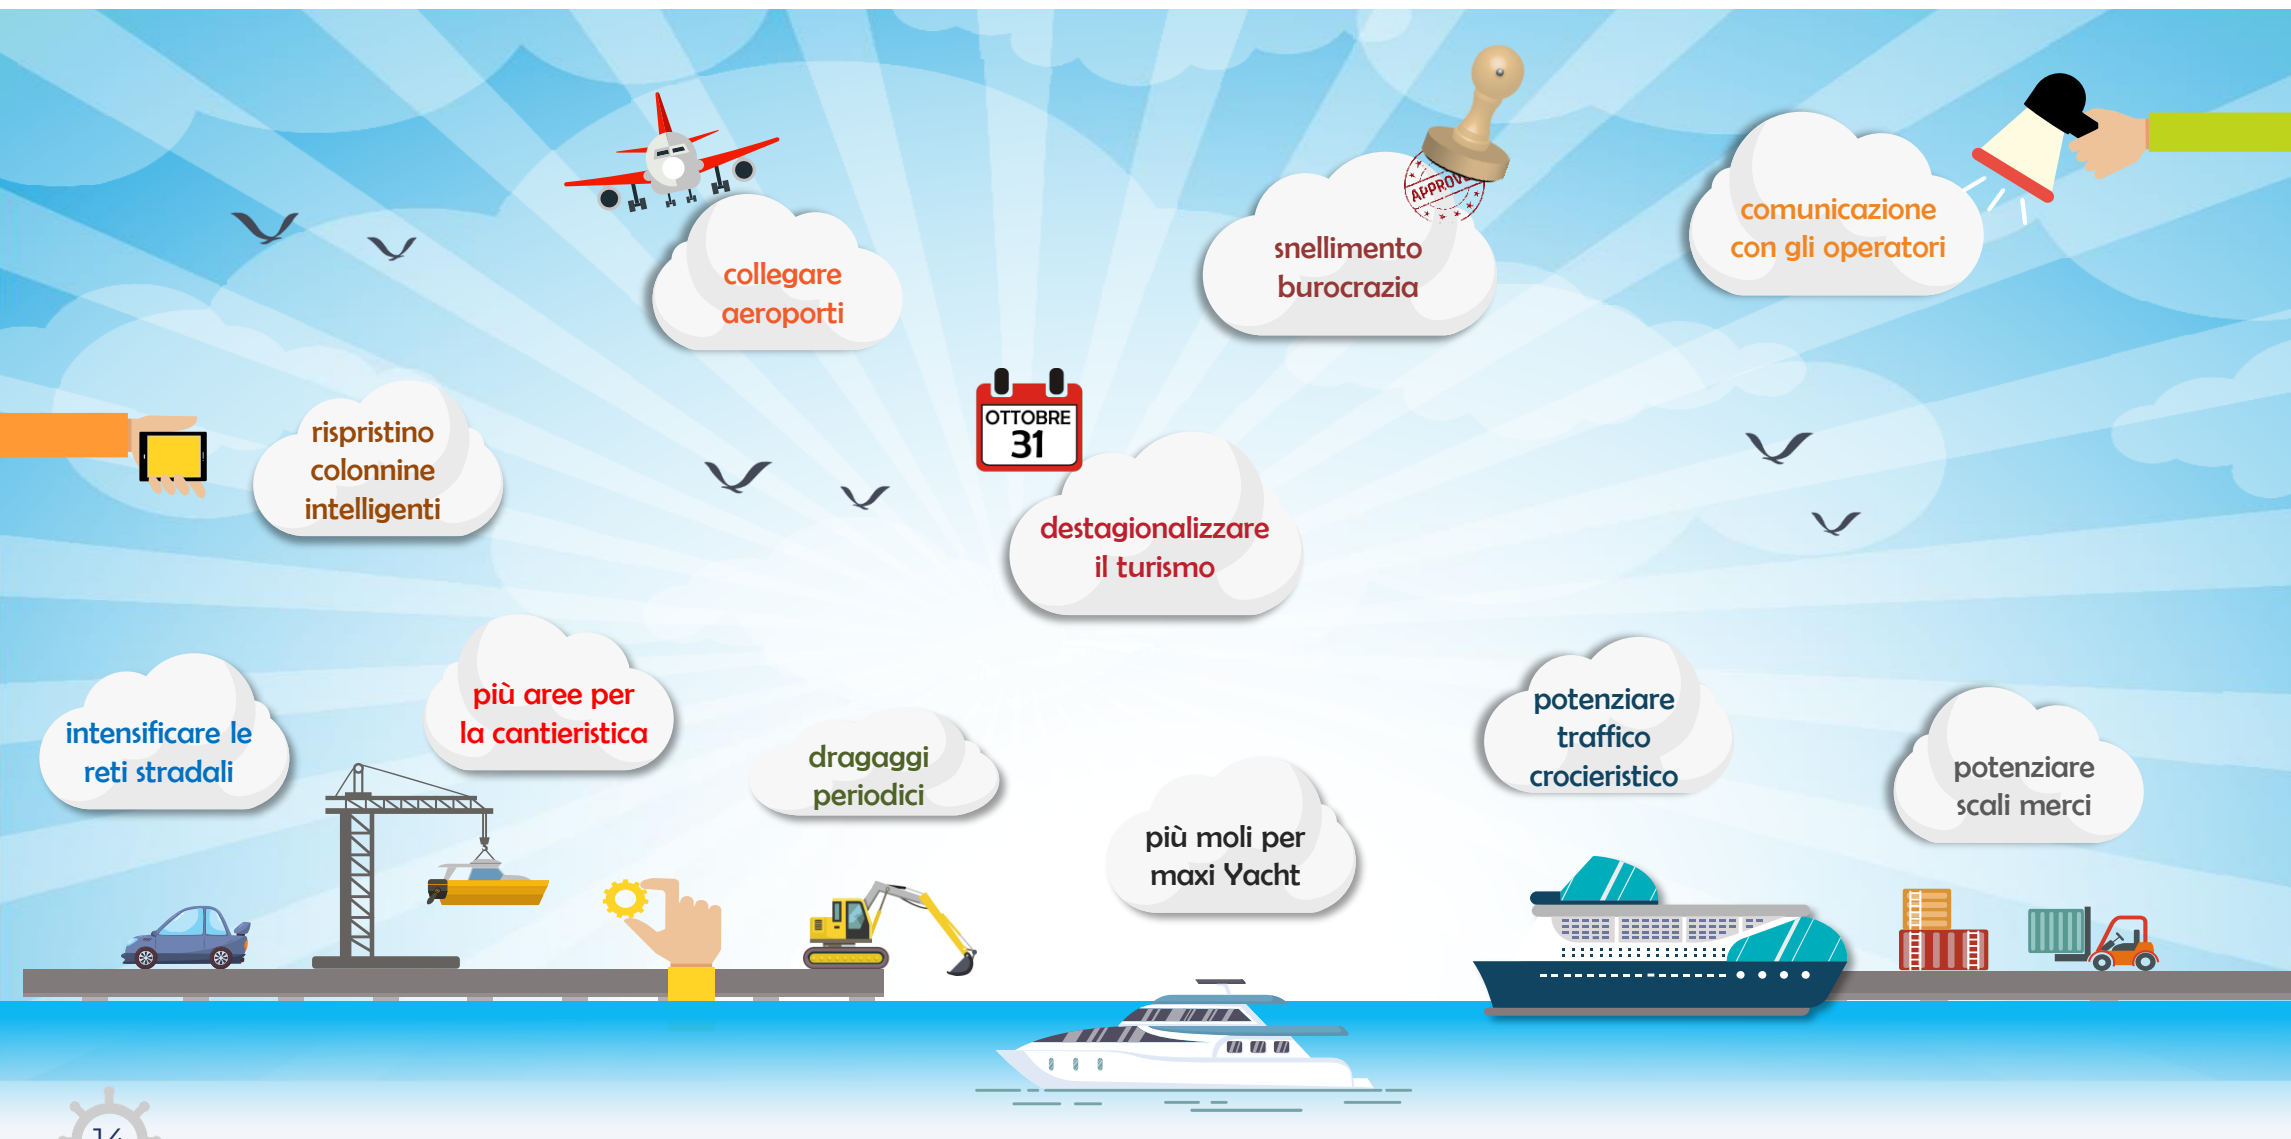 APPROVE
comunicazione
con gli operatori
snellimento
burocrazia
collegare
aeroporti
OTTOBRE
31
rispristino
colonnine
intelligenti
destagionalizzare
il turismo
intensificare le
reti stradali
più aree per
la cantieristica
dragaggi
periodici
più moli per
maxi Yacht
potenziare
traffico
crocieristico
potenziare
scali merci
14